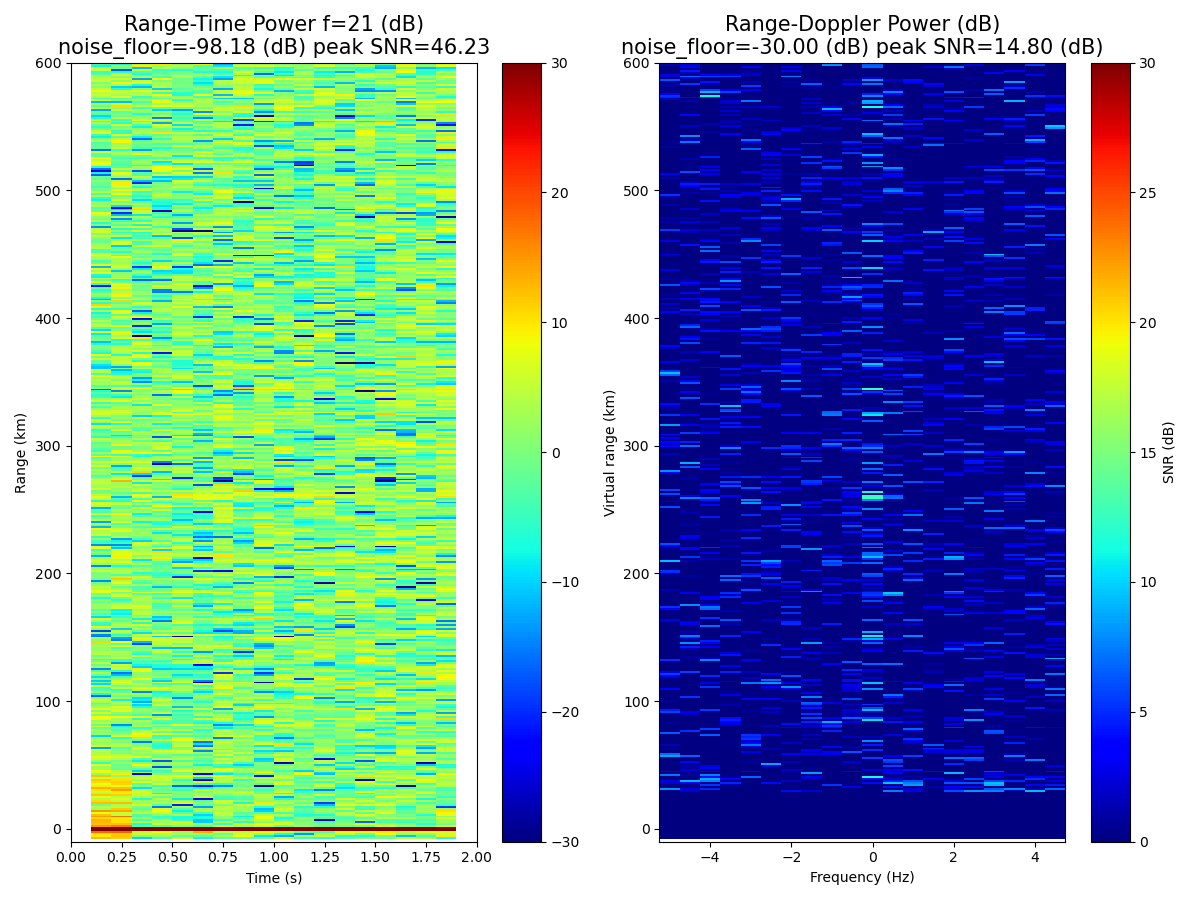 Range-Time Power f=21 (dB)
noise_floor=-98.18 (dB) peak SNR=46.23
Range-Doppler Power (dB)
noise_floor=-30.00 (dB) peak SNR=14.80 (dB)
600
500
400
300
200
100
0
Range (km)
0.00 0.25 0.50 0.75 1.00 1.25 1.50 1.75 2.00
Time (s)
30
20
10
0
−10
−20
−30
600
500
400
300
200
100
0
Virtual range (km)
−4 −2 0 2 4
Frequency (Hz)
30
25
20
15
10
5
0
SNR (dB)